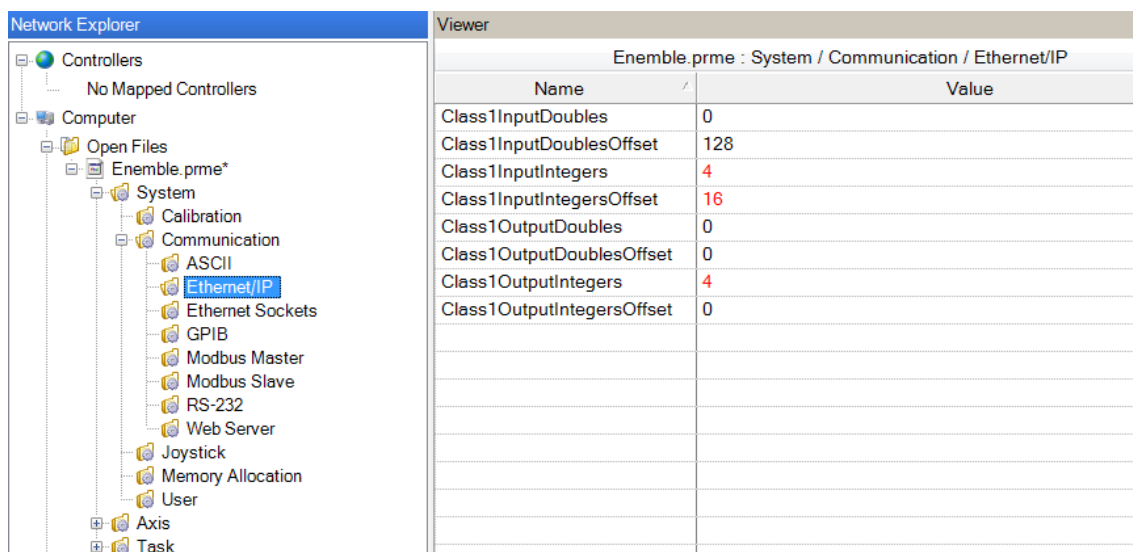 Network Explorer
Controllers
No Mapped Controllers
Computer
Open Files
Enemble.prme*
System
Calibration
Communication
ASCII
Ethernet/IP
Ethernet Sockets
GPIB
Modbus Master
Modbus Slave
RS-232
Web Server
Joystick
Memory Allocation
User
Axis
Task
Viewer
Enemble.prme : System / Communication / Ethernet/IP
Name Value
Class1InputDoubles 0
Class1InputDoublesOffset 128
Class1InputIntegers 4
Class1InputIntegersOffset 16
Class1OutputDoubles 0
Class1OutputDoublesOffset 0
Class1OutputIntegers 4
Class1OutputIntegersOffset 0